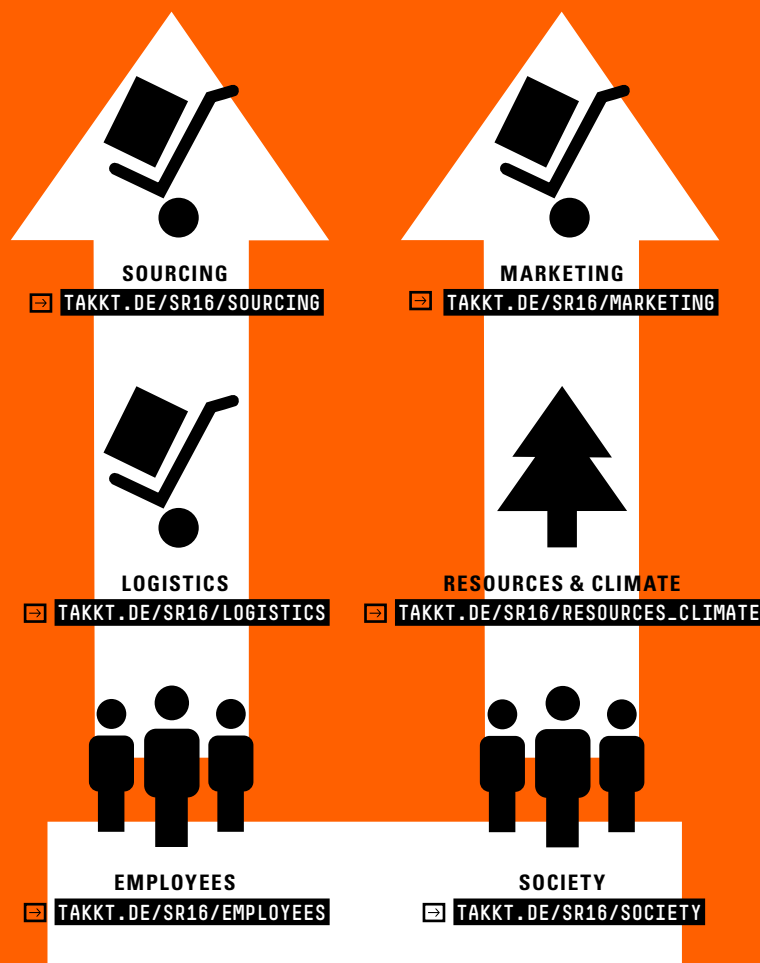 SOURCING
→ TAKKT.DE/SR16/SOURCING
MARKETING
→ TAKKT.DE/SR16/MARKETING
LOGISTICS
→ TAKKT.DE/SR16/LOGISTICS
RESOURCES & CLIMATE
→ TAKKT.DE/SR16/RESOURCES_CLIMATE
EMPLOYEES
→ TAKKT.DE/SR16/EMPLOYEES
SOCIETY
→ TAKKT.DE/SR16/SOCIETY